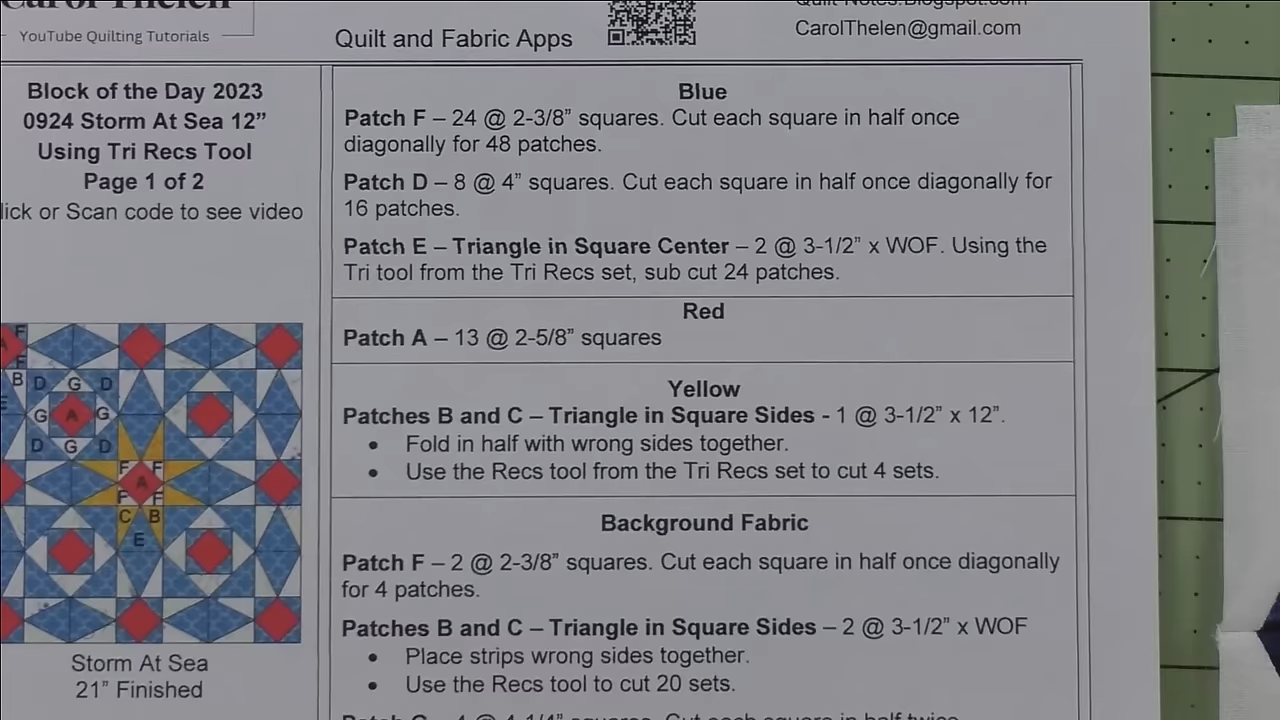 Carol Thelen
YouTube Quilting Tutorials
Quilt and Fabric Apps
CarolThelen@gmail.com
Block of the Day 2023
0924 Storm At Sea 12”
Using Tri Recs Tool
Page 1 of 2
lick or Scan code to see video
F
A
F
B D G D
E G A G
D G D
F F
A
F F
C B
E
Storm At Sea
21” Finished
Blue
Patch F – 24 @ 2-3/8” squares. Cut each square in half once
diagonally for 48 patches.
Patch D – 8 @ 4” squares. Cut each square in half once diagonally for
16 patches.
Patch E – Triangle in Square Center – 2 @ 3-1/2” x WOF. Using the
Tri tool from the Tri Recs set, sub cut 24 patches.
Red
Patch A – 13 @ 2-5/8” squares
Yellow
Patches B and C – Triangle in Square Sides - 1 @ 3-1/2” x 12”.
• Fold in half with wrong sides together.
• Use the Recs tool from the Tri Recs set to cut 4 sets.
Background Fabric
Patch F – 2 @ 2-3/8” squares. Cut each square in half once diagonally
for 4 patches.
Patches B and C – Triangle in Square Sides – 2 @ 3-1/2” x WOF
• Place strips wrong sides together.
• Use the Recs tool to cut 20 sets.